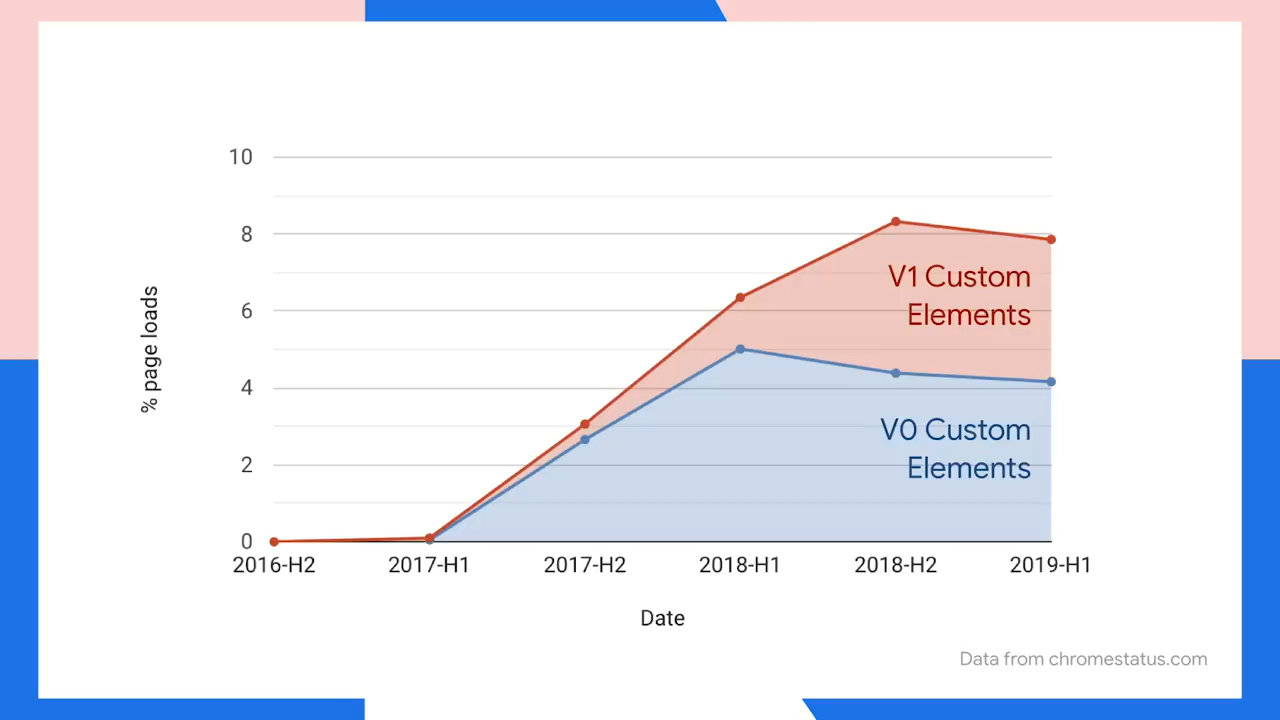 10
8
6
4
2
0
% page loads
V1 Custom
Elements
V0 Custom
Elements
2016-H2 2017-H1 2017-H2 2018-H1 2018-H2 2019-H1
Date
Data from chromestatus.com